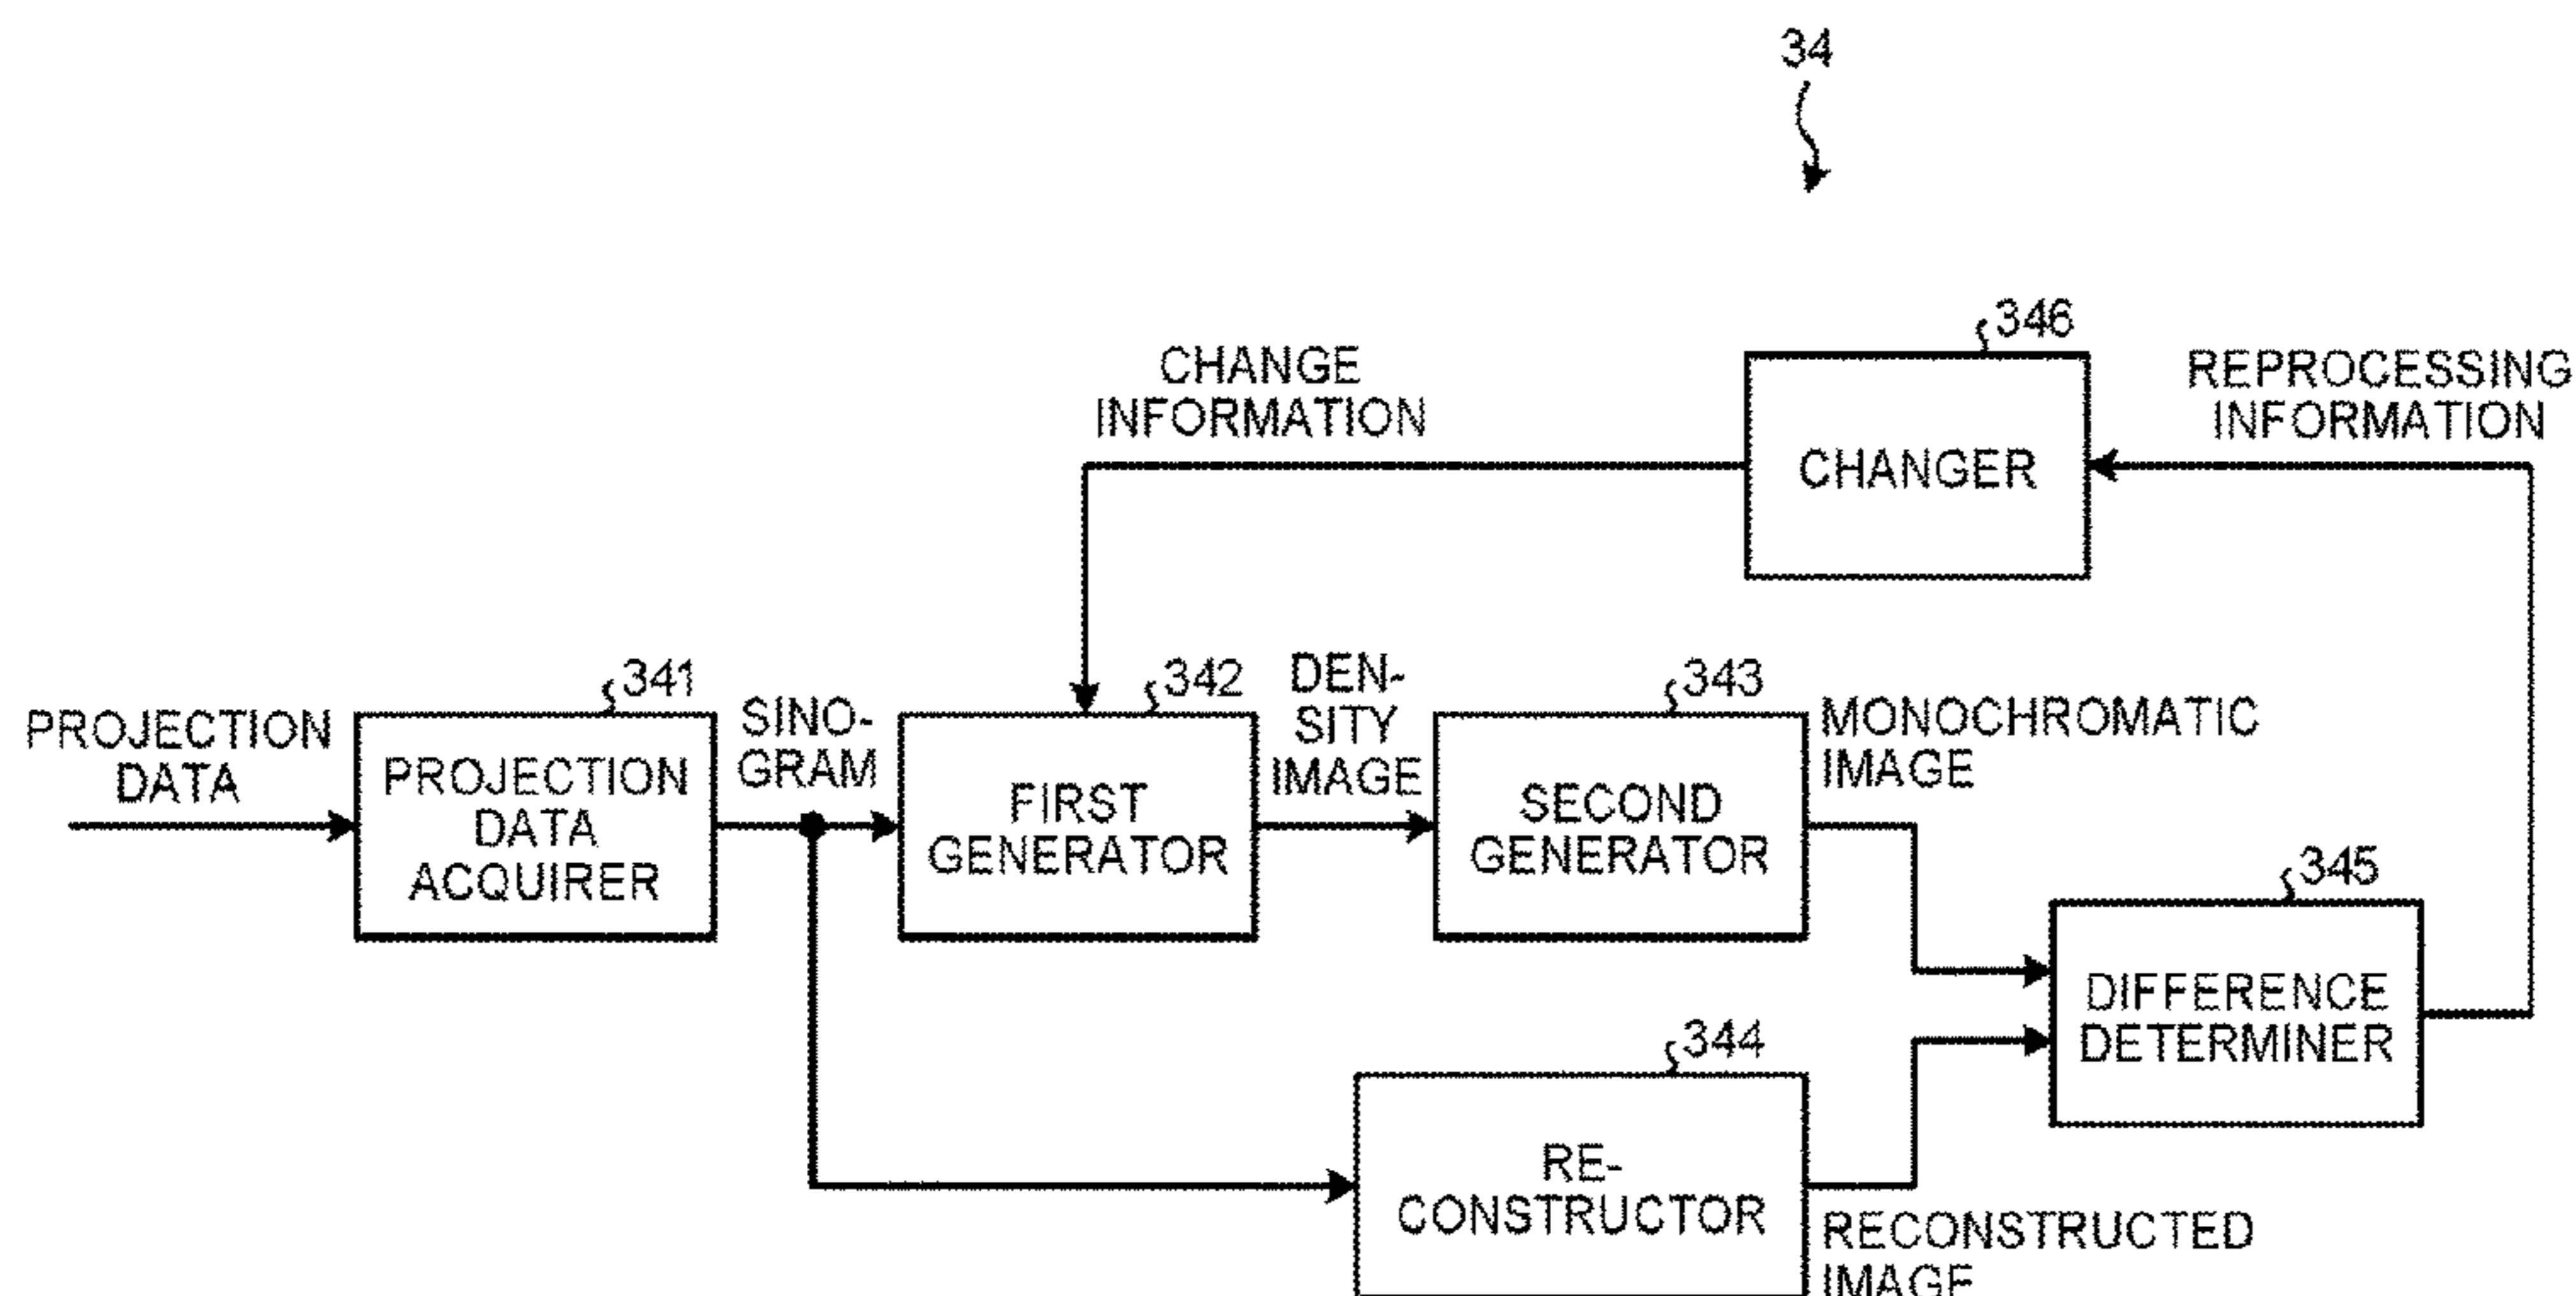 34
346
CHANGE
INFORMATION
CHANGER
REPROCESSING
INFORMATION
PROJECTION
DATA
341
PROJECTION
DATA
ACQUIRER
SINO-
GRAM
342
FIRST
GENERATOR
DEN-
SITY
IMAGE
343
SECOND
GENERATOR
MONOCHROMATIC
IMAGE
345
DIFFERENCE
DETERMINER
344
RE-
CONSTRUCTOR
RECONSTRUCTED
IMAGE